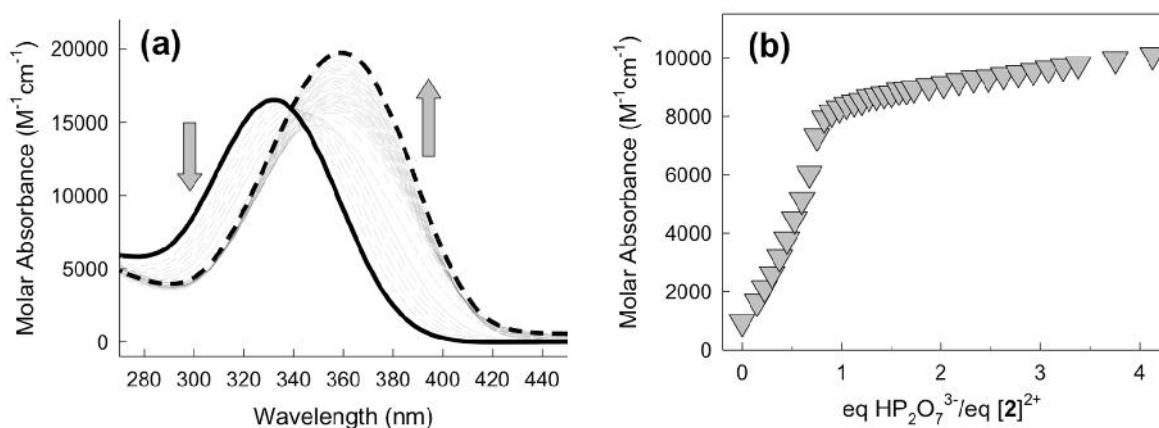 (a)
Molar Absorbance (M⁻¹cm⁻¹)
20000
15000
10000
5000
0
280 300 320 340 360 380 400 420 440
Wavelength (nm)
(b)
Molar Absorbance (M⁻¹cm⁻¹)
10000
8000
6000
4000
2000
0
0 1 2 3 4
eq HP₂O₇³⁻/eq [2]²⁺